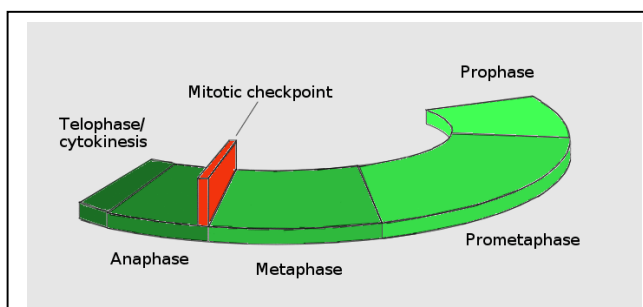 Prophase
Mitotic checkpoint
Telophase/
cytokinesis
Prometaphase
Anaphase
Metaphase